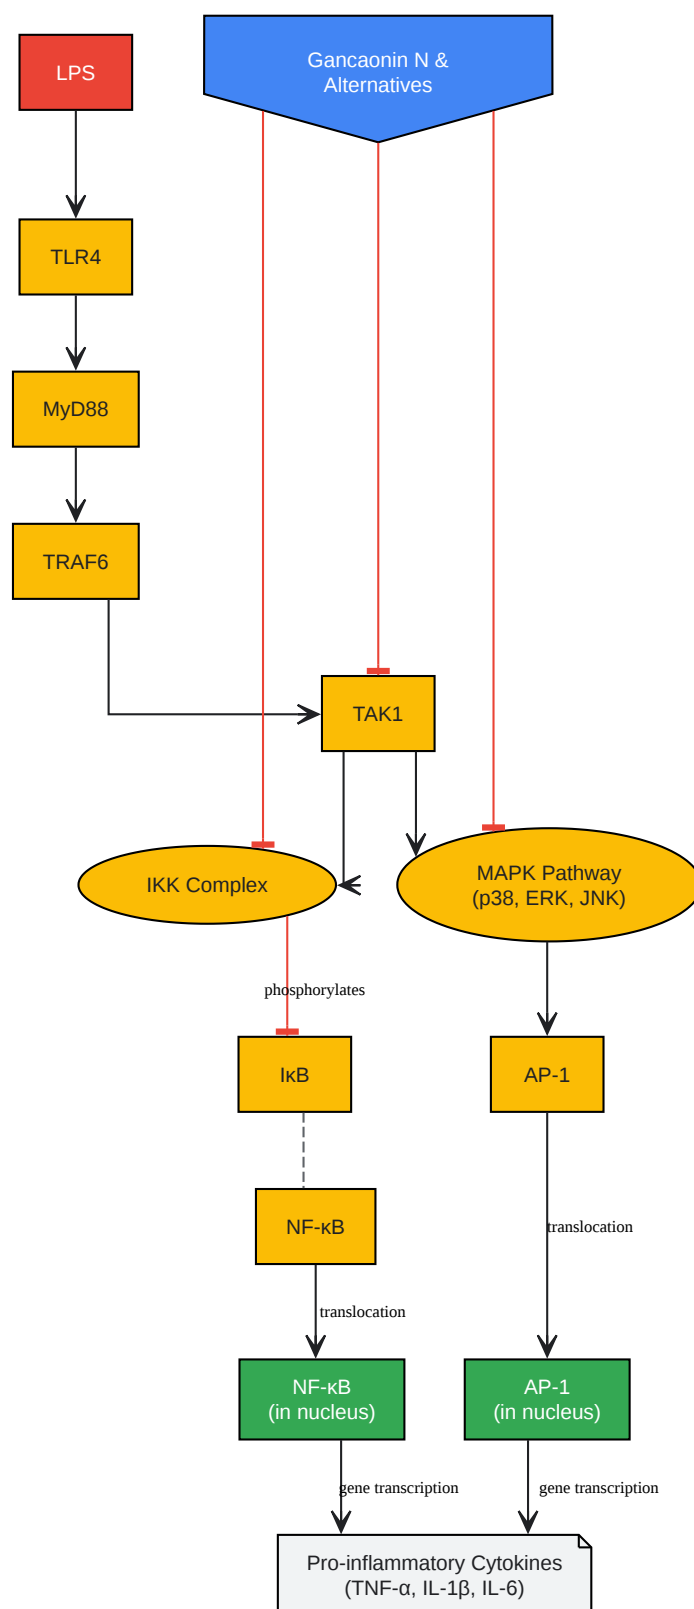 LPS
Gancaonin N &
Alternatives
TLR4
MyD88
TRAF6
TAK1
IKK Complex
MAPK Pathway
(p38, ERK, JNK)
phosphorylates
IκB
AP-1
NF-κB
translocation
translocation
NF-κB
(in nucleus)
AP-1
(in nucleus)
gene transcription
gene transcription
Pro-inflammatory Cytokines
(TNF-α, IL-1β, IL-6)